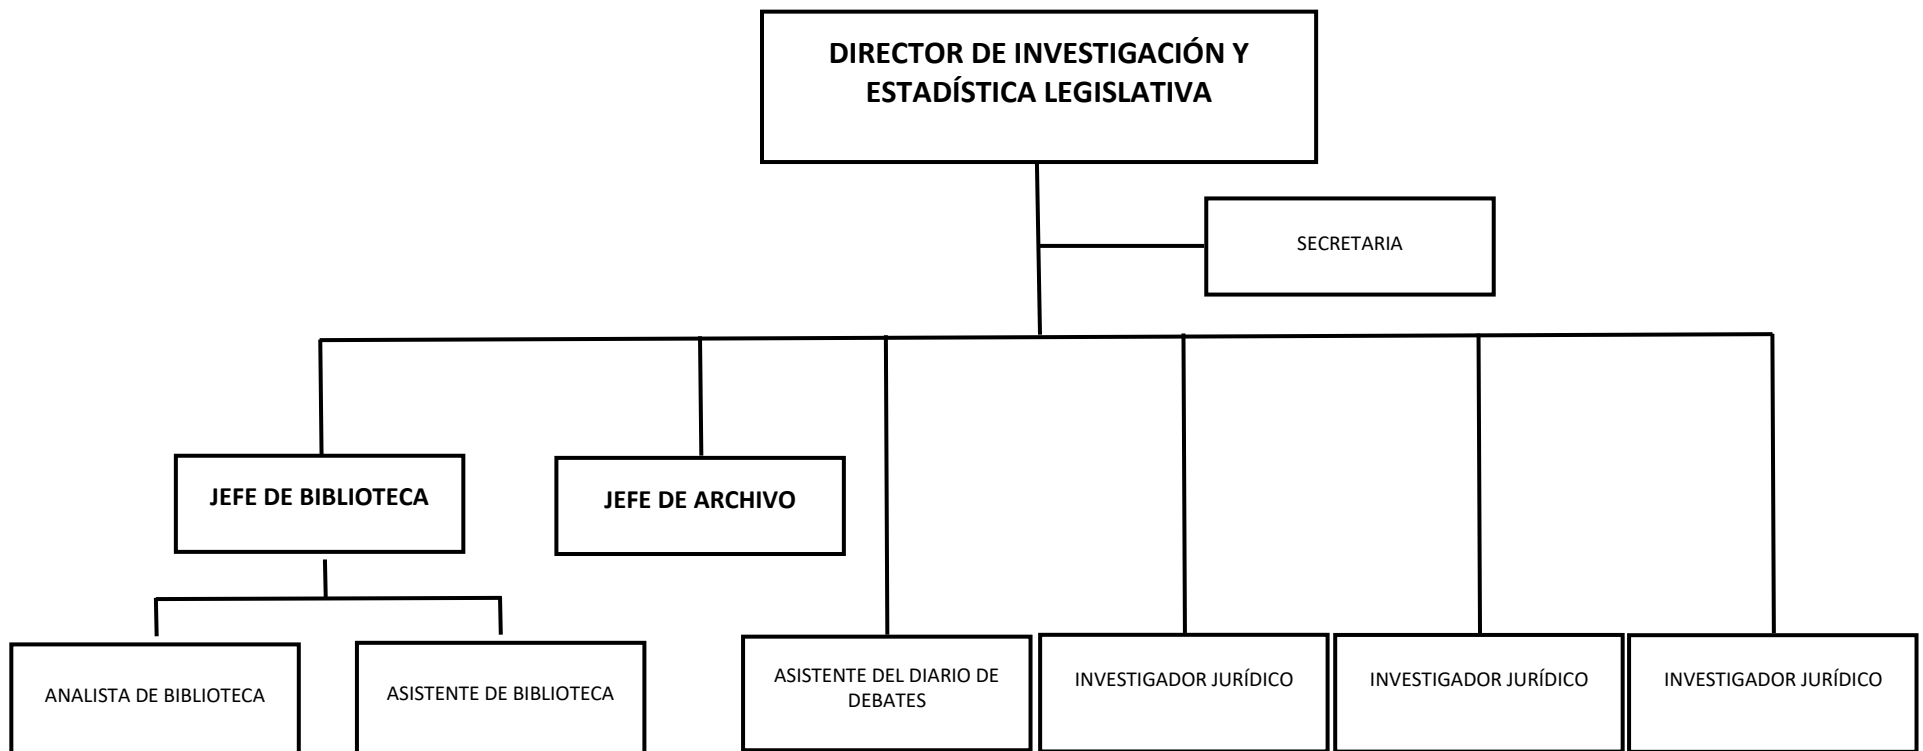 DIRECTOR DE INVESTIGACIÓN Y
ESTADÍSTICA LEGISLATIVA
SECRETARIA
JEFE DE BIBLIOTECA
JEFE DE ARCHIVO
ANALISTA DE BIBLIOTECA
ASISTENTE DE BIBLIOTECA
ASISTENTE DEL DIARIO DE
DEBATES
INVESTIGADOR JURÍDICO
INVESTIGADOR JURÍDICO
INVESTIGADOR JURÍDICO